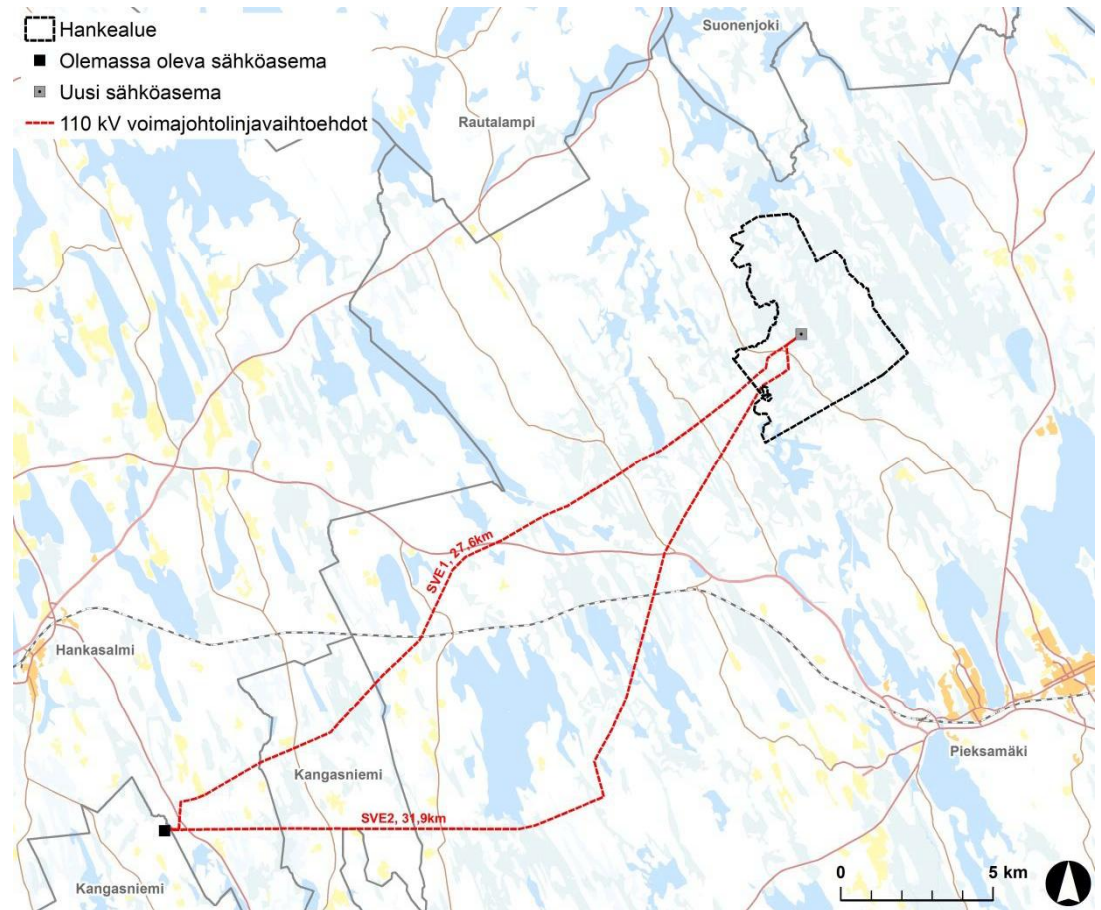 Hankealue
Olemassa oleva sähköasema
Uusi sähköasema
110 kV voimajohtolinjavaihtoehdot
Suonenjoki
Rautalampi
SVE1, 27,6km
Hankasalmi
Kangasniemi
Pieksämäki
SVE2, 31,9km
Kangasniemi
0 5 km